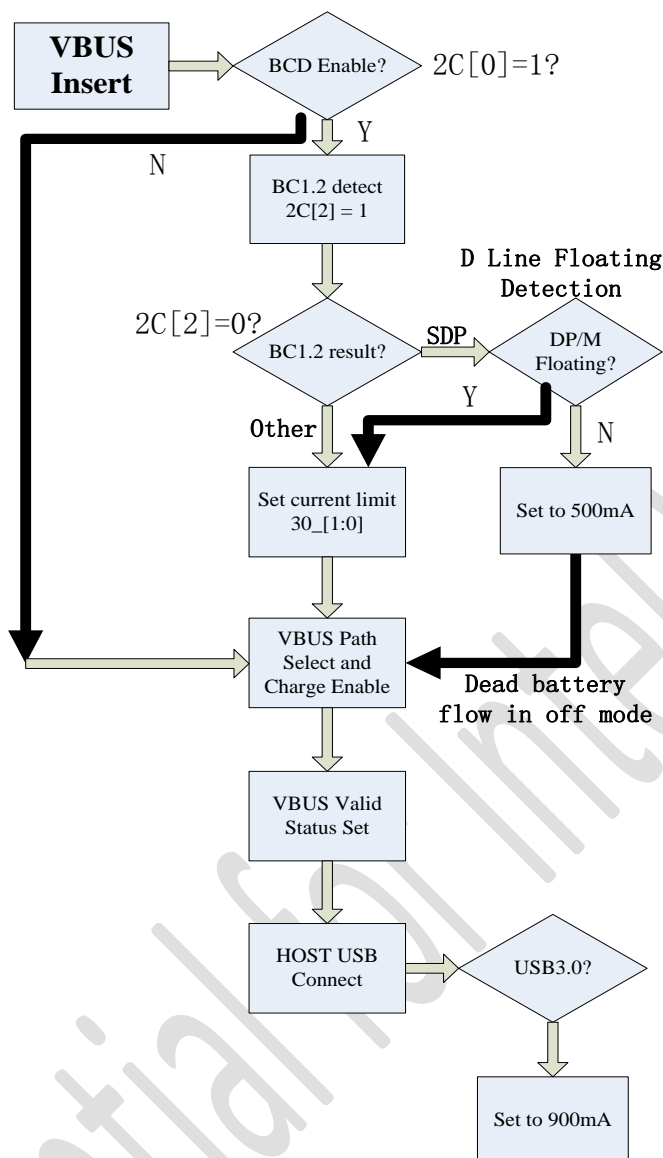 VBUS
Insert
BCD Enable?
2C[0]=1?
N
Y
BC1.2 detect
2C[2] = 1
D Line Floating
Detection
2C[2]=0?
BC1.2 result?
SDP
DP/M
Floating?
Y
Other
N
Set current limit
30_[1:0]
Set to 500mA
VBUS Path
Select and
Charge Enable
Dead battery
flow in off mode
VBUS Valid
Status Set
HOST USB
Connect
USB3.0?
Set to 900mA
ntial for Intel